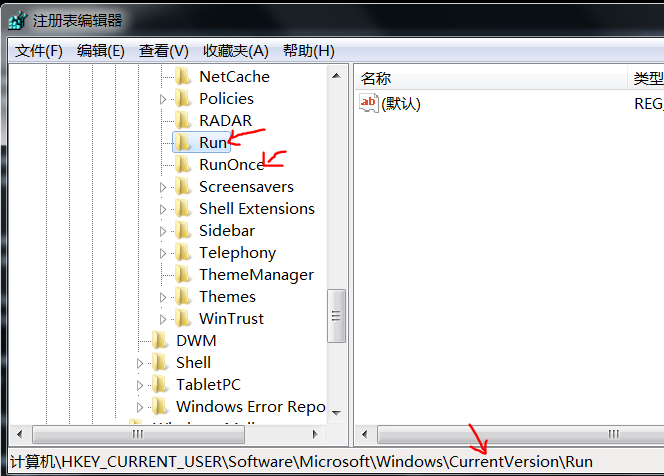 注册表编辑器
文件(F) 编辑(E) 查看(V) 收藏夹(A) 帮助(H)
NetCache
Policies
RADAR
Run
RunOnce
Screensavers
Shell Extensions
Sidebar
Telephony
ThemeManager
Themes
WinTrust
DWM
Shell
TabletPC
Windows Error Repo
名称 类型
ab (默认) REG_
计算机\HKEY_CURRENT_USER\Software\Microsoft\Windows\CurrentVersion\Run